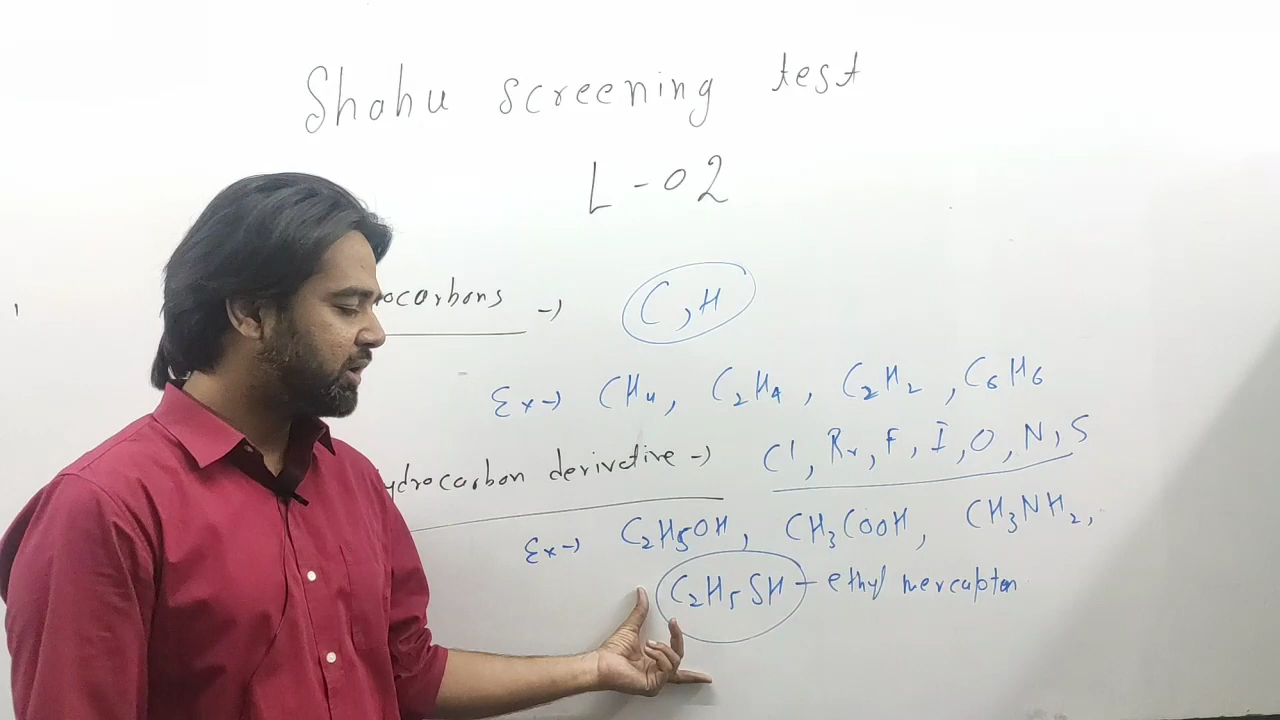 Shahu screening test
L-02
ocarbons → C, H
Ex→ CH4, C2H4, C2H2, C6H6
ydrocarbon derivetive → Cl, Br, F, I, O, N, S
Ex→ C2H5OH, CH3COOH, CH3NH2,
C2H5SH - ethyl mercaptan